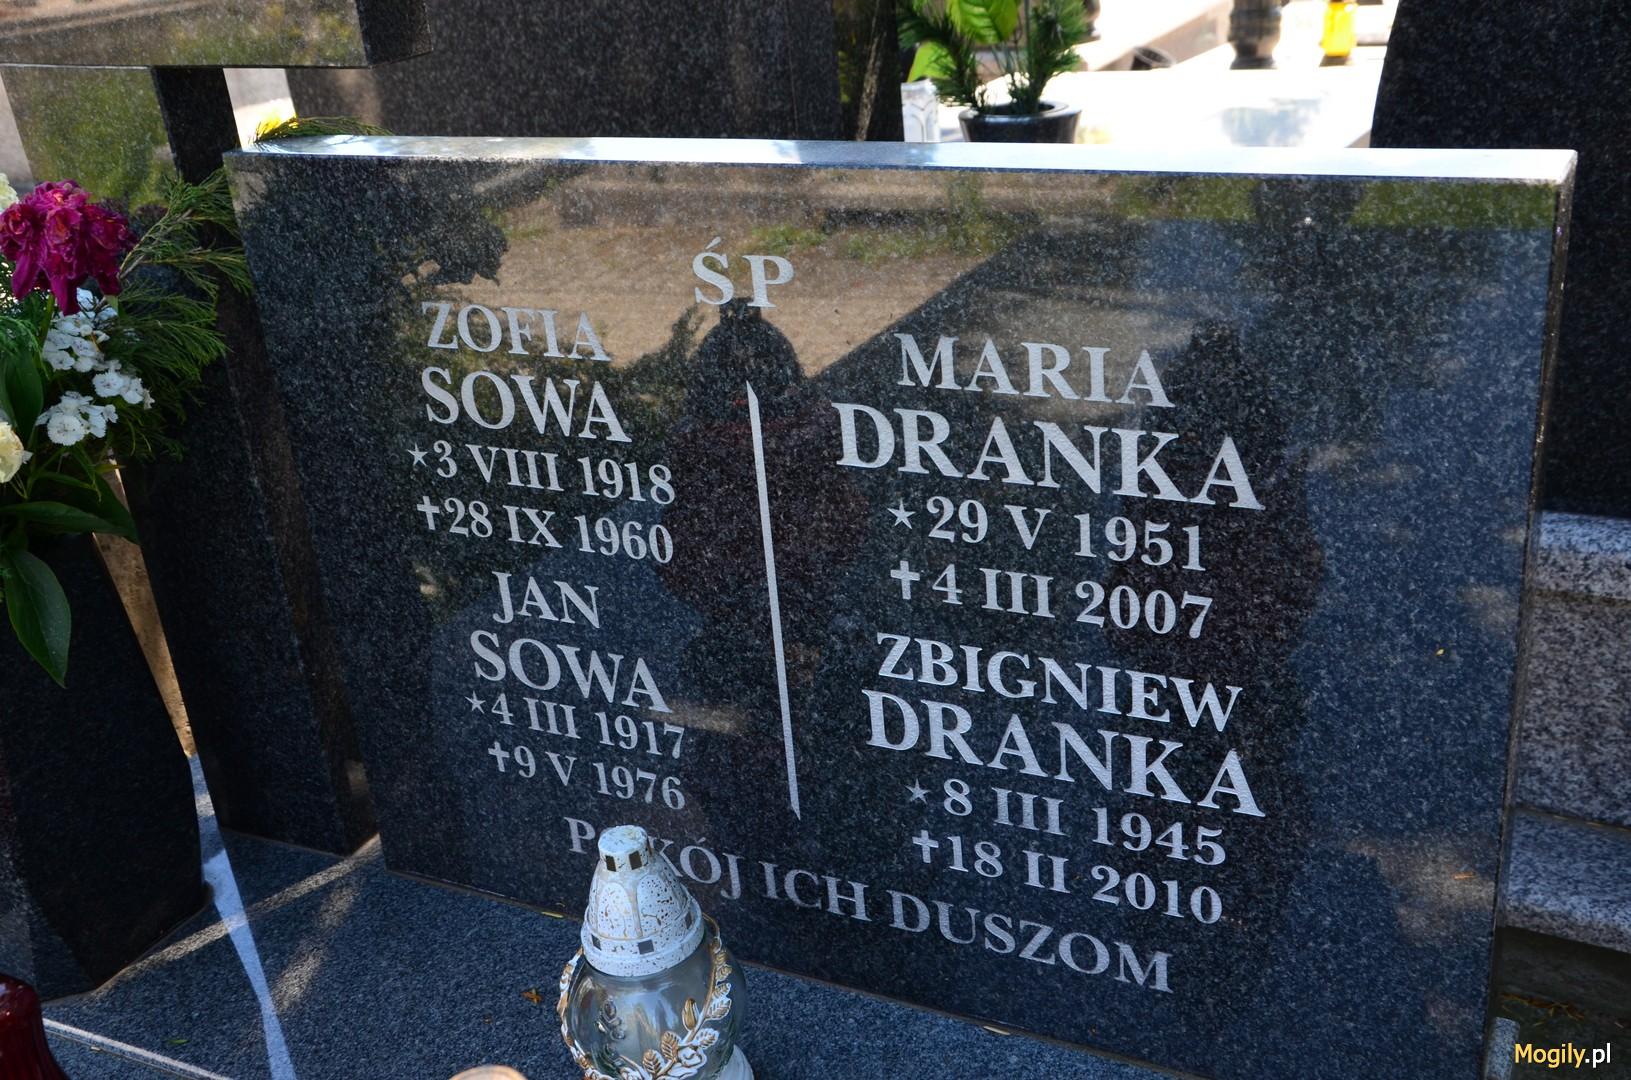 ŚP
ZOFIA
SOWA
★3 VIII 1918
✝28 IX 1960
JAN
SOWA
★4 III 1917
✝9 V 1976
MARIA
DRANKA
★29 V 1951
✝4 III 2007
ZBIGNIEW
DRANKA
★8 III 1945
✝18 II 2010
POKÓJ ICH DUSZOM
Mogily.pl